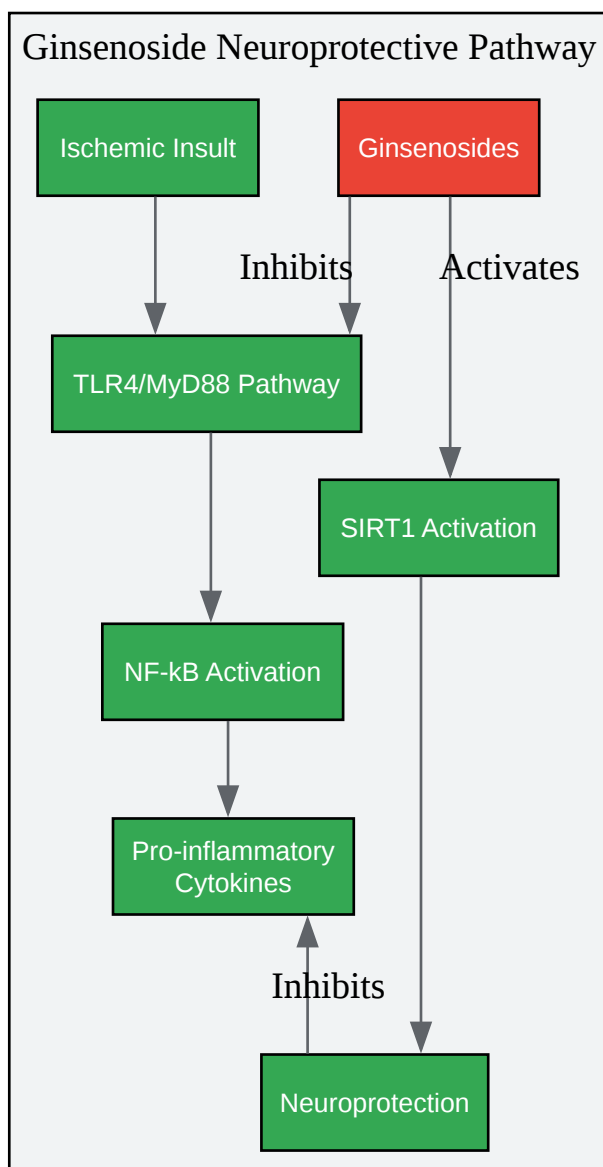 Ginsenoside Neuroprotective Pathway
Ischemic Insult
Ginsenosides
Inhibits
Activates
TLR4/MyD88 Pathway
SIRT1 Activation
NF-kB Activation
Pro-inflammatory
Cytokines
Inhibits
Neuroprotection